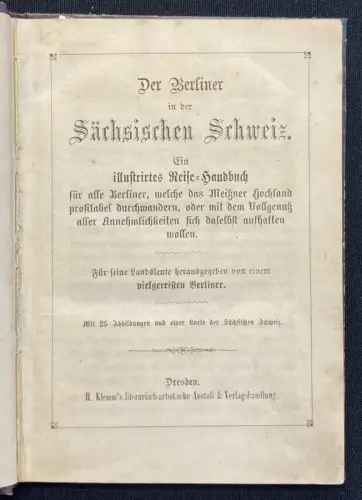 Der Berliner
in der
Sächsischen Schweiz.
Ein
illustrirtes Reise-Handbuch
für alle Berliner, welche das Meißner Hochland
profitabel durchwandern, oder mit dem Vollgenuß
aller Annehmlichkeiten sich daselbst aufhalten
wollen.
Für seine Landsleute herausgegeben von einem
vielgereisten Berliner.
Mit 25 Abbildungen und einer Karte der Sächsischen Schweiz.
Dresden.
H. Klemm's literarisch-artistische Anstalt & Verlagshandlung.